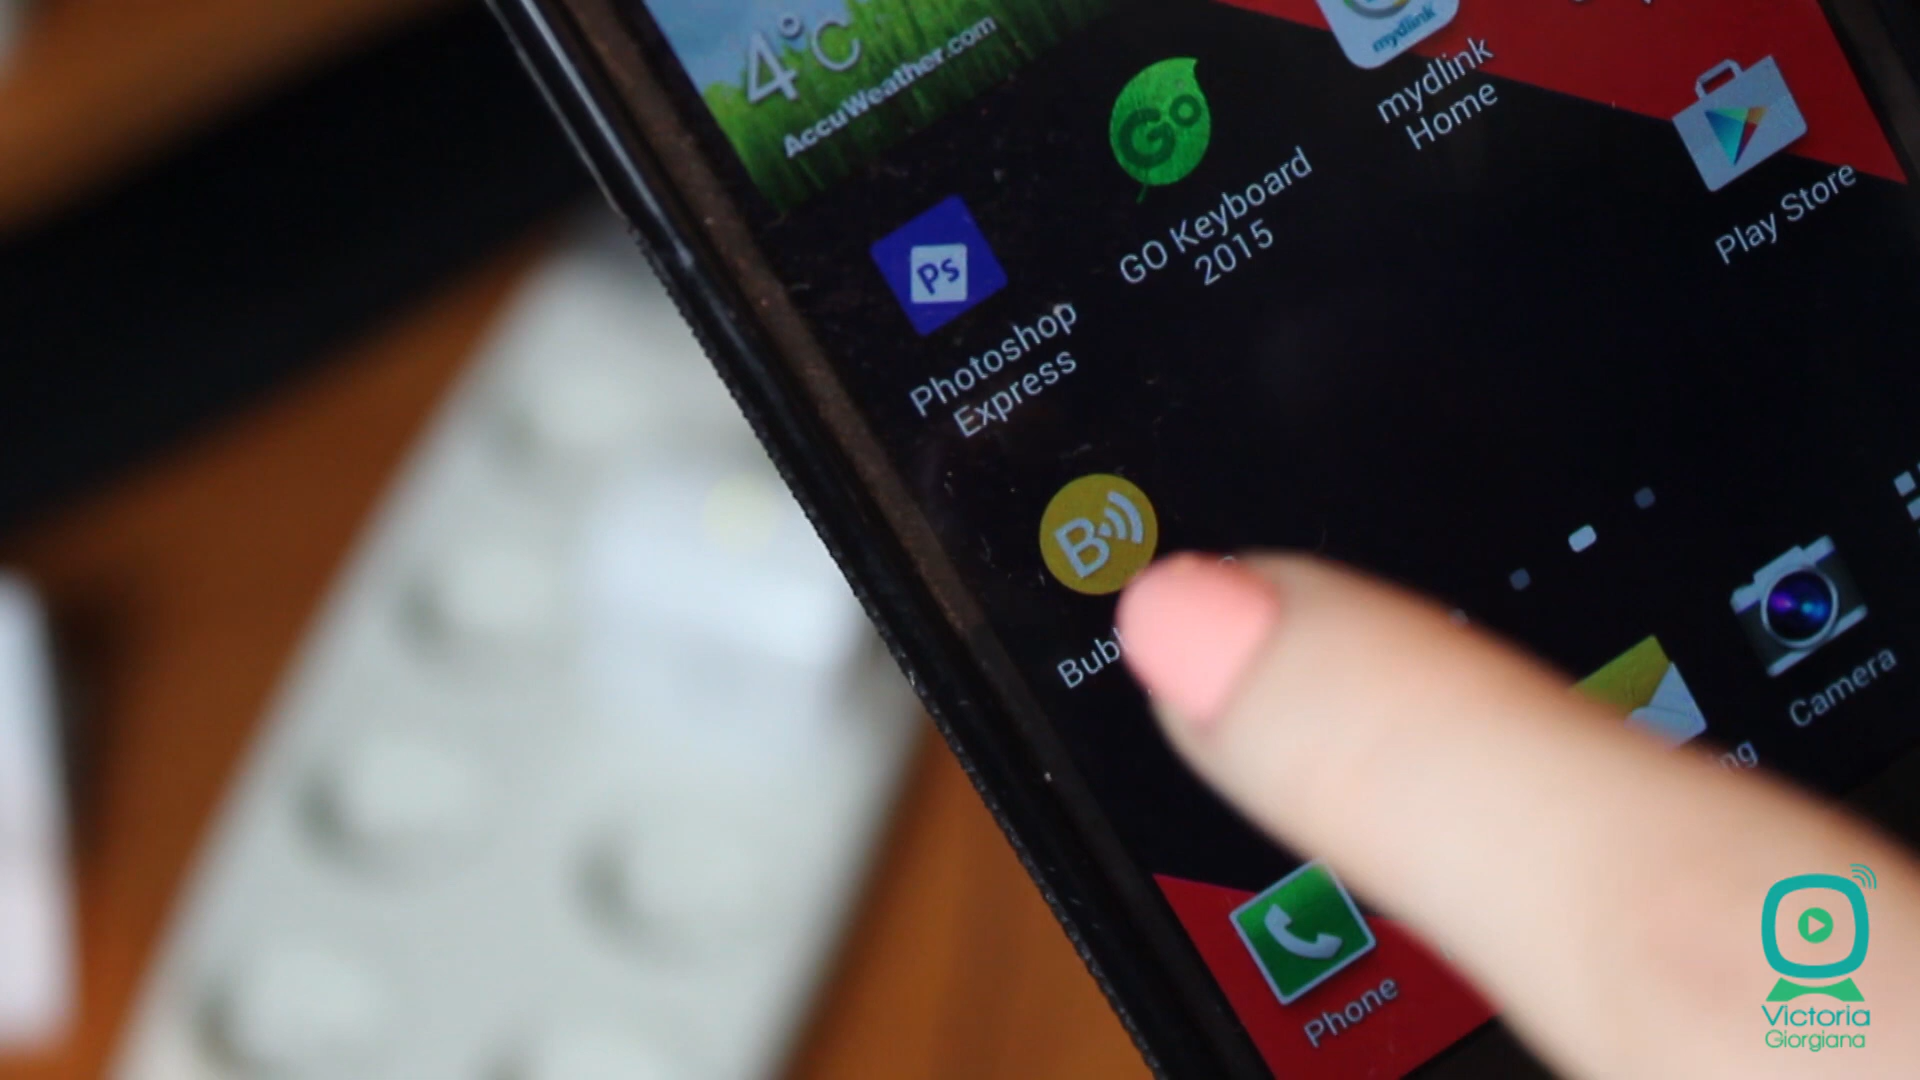 4°C
AccuWeather.com
mydlink
mydlink
Home
GO
GO Keyboard
2015
Play Store
Ps
Photoshop
Express
B
Camera
Phone
Victoria
Giorgiana